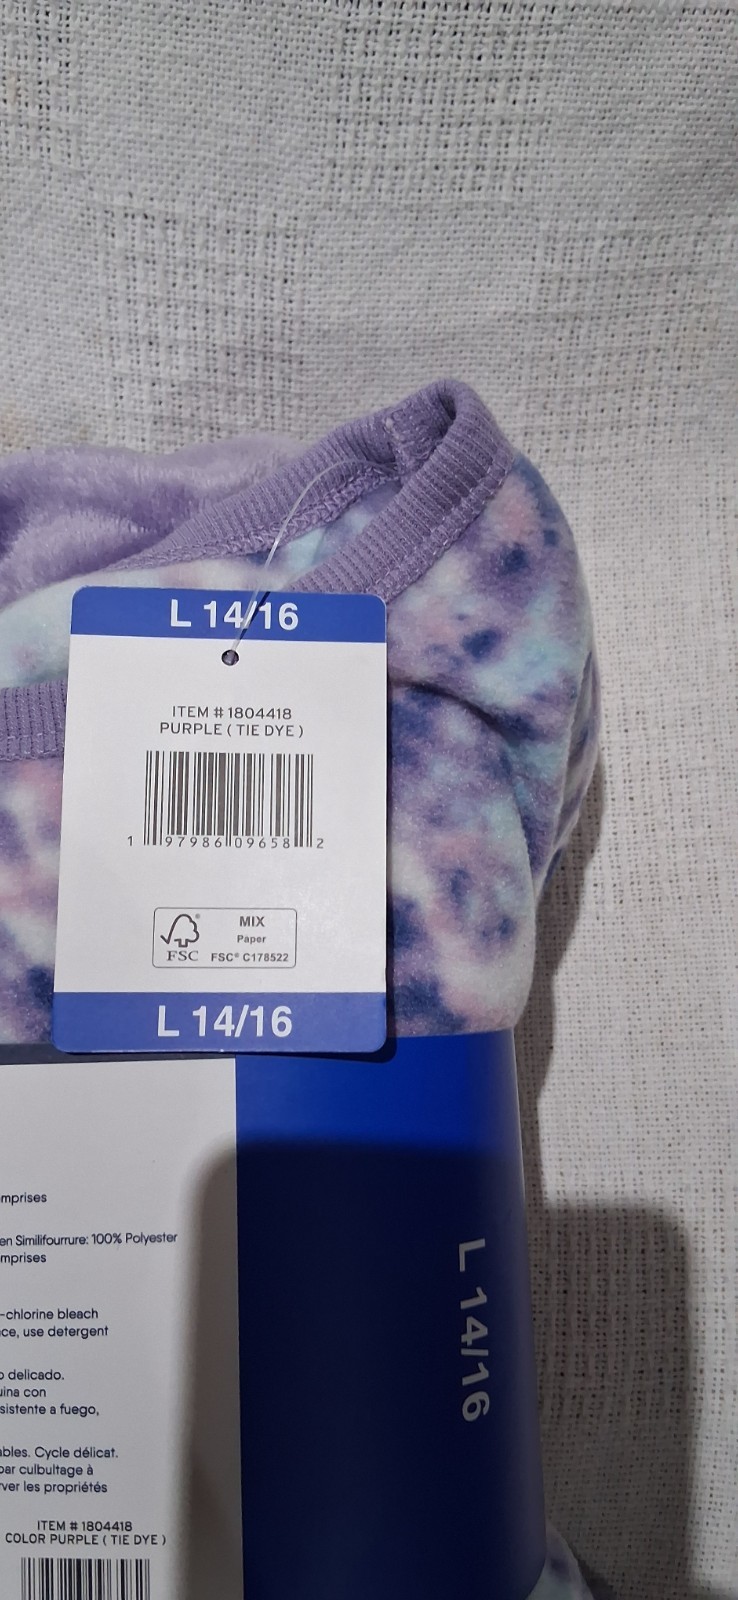 L 14/16
ITEM # 1804418
PURPLE ( TIE DYE )
1 97986 09658 2
FSC
MIX
Paper
FSC® C178522
L 14/16
mprises
en Similifourrure: 100% Polyester
mprises
-chlorine bleach
ce, use detergent
o delicado.
uina con
sistente a fuego,
ables. Cycle délicat.
par culbultage à
ver les propriétés
ITEM # 1804418
COLOR PURPLE ( TIE DYE )
L 14/16